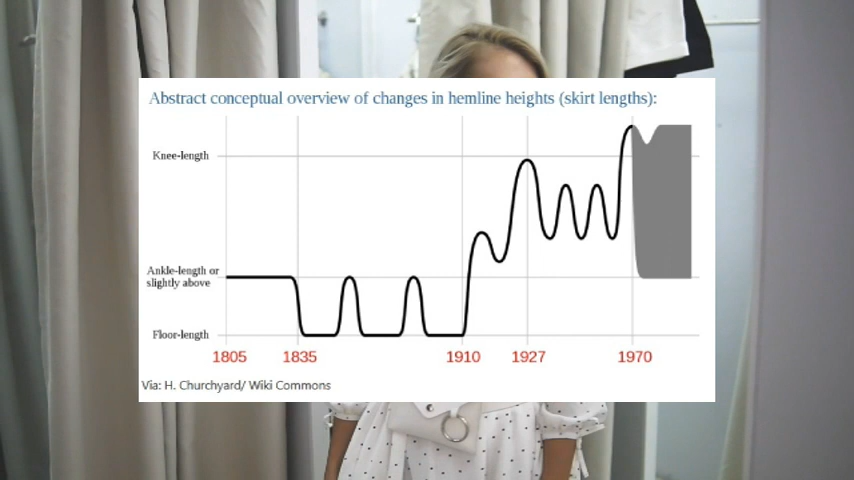 Abstract conceptual overview of changes in hemline heights (skirt lengths):
Knee-length
Ankle-length or
slightly above
Floor-length
1805 1835 1910 1927 1970
Via: H. Churchyard/ Wiki Commons